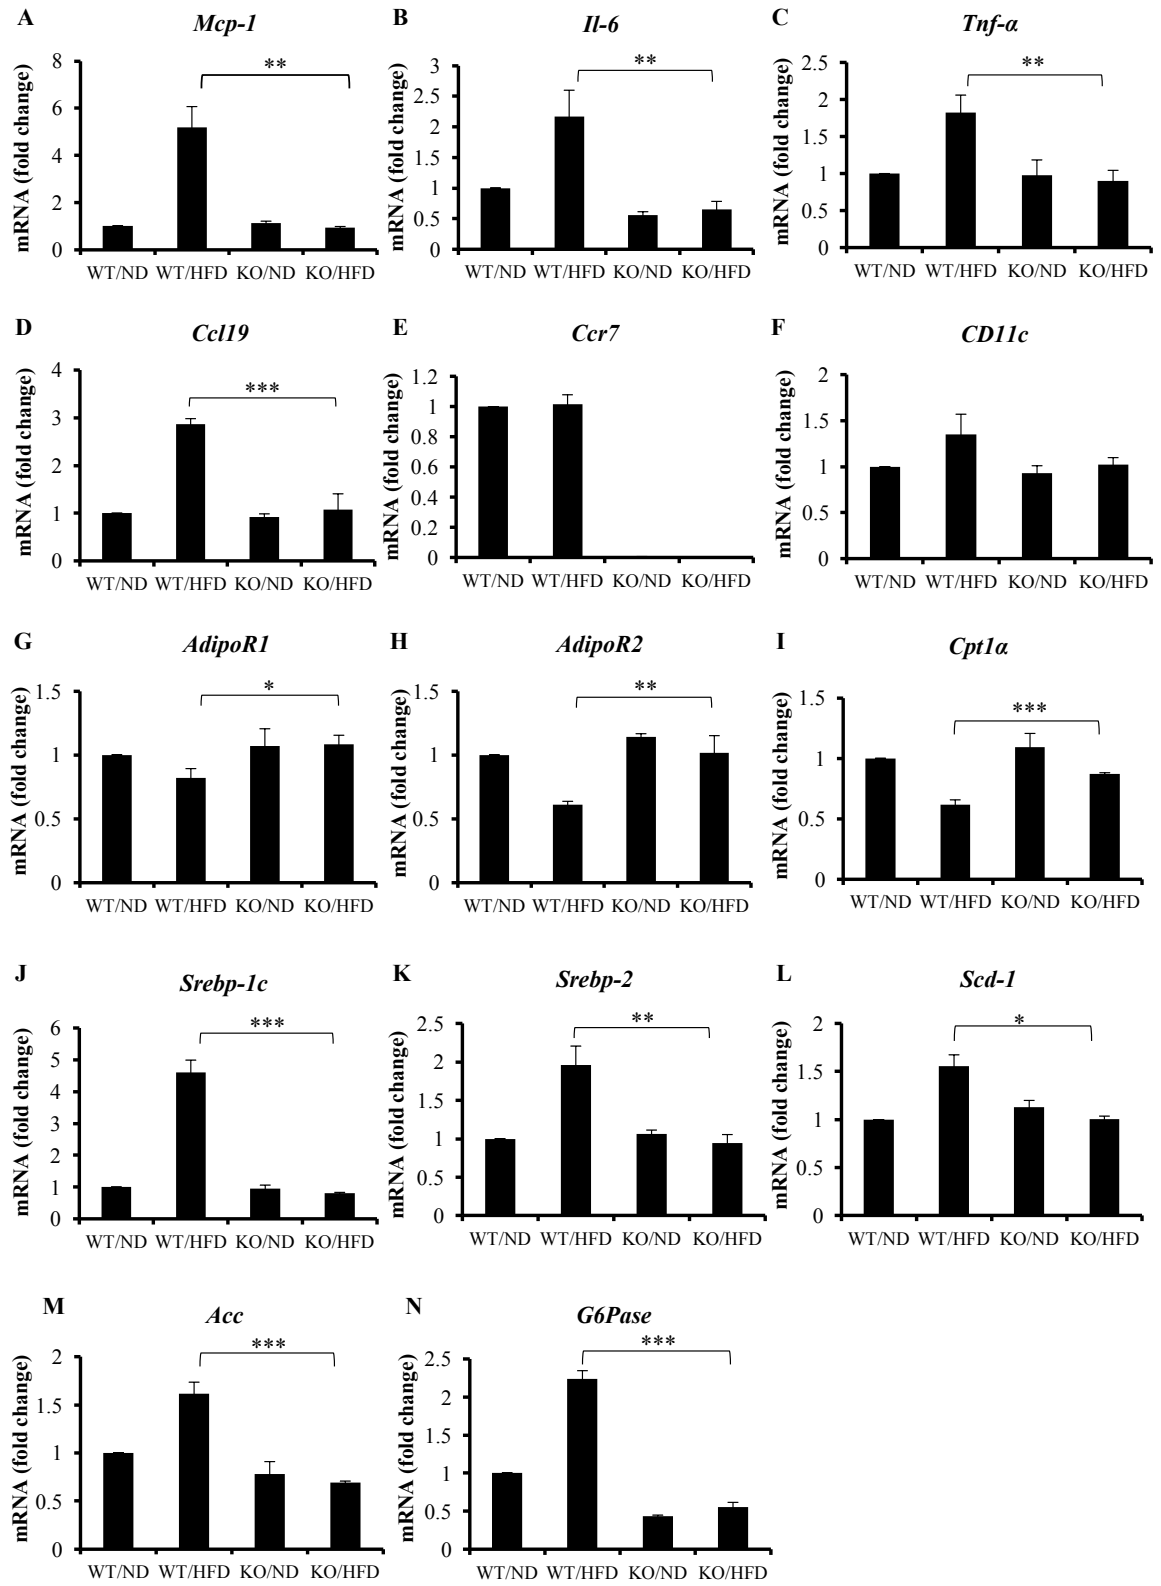 A Mcp-1
mRNA (fold change)
8
6
4
2
0
**
WT/ND WT/HFD KO/ND KO/HFD
B Il-6
mRNA (fold change)
3
2.5
2
1.5
1
0.5
0
**
WT/ND WT/HFD KO/ND KO/HFD
C Tnf-α
mRNA (fold change)
2.5
2
1.5
1
0.5
0
**
WT/ND WT/HFD KO/ND KO/HFD
D Ccl19
mRNA (fold change)
4
3
2
1
0
***
WT/ND WT/HFD KO/ND KO/HFD
E Ccr7
mRNA (fold change)
1.2
1
0.8
0.6
0.4
0.2
0
WT/ND WT/HFD KO/ND KO/HFD
F CD11c
mRNA (fold change)
2
1.5
1
0.5
0
WT/ND WT/HFD KO/ND KO/HFD
G AdipoR1
mRNA (fold change)
1.5
1
0.5
0
*
WT/ND WT/HFD KO/ND KO/HFD
H AdipoR2
mRNA (fold change)
1.5
1
0.5
0
**
WT/ND WT/HFD KO/ND KO/HFD
I Cpt1α
mRNA (fold change)
1.5
1
0.5
0
***
WT/ND WT/HFD KO/ND KO/HFD
J Srebp-1c
mRNA (fold change)
6
5
4
3
2
1
0
***
WT/ND WT/HFD KO/ND KO/HFD
K Srebp-2
mRNA (fold change)
2.5
2
1.5
1
0.5
0
**
WT/ND WT/HFD KO/ND KO/HFD
L Scd-1
mRNA (fold change)
2
1.5
1
0.5
0
*
WT/ND WT/HFD KO/ND KO/HFD
M Acc
mRNA (fold change)
2
1.5
1
0.5
0
***
WT/ND WT/HFD KO/ND KO/HFD
N G6Pase
mRNA (fold change)
2.5
2
1.5
1
0.5
0
***
WT/ND WT/HFD KO/ND KO/HFD